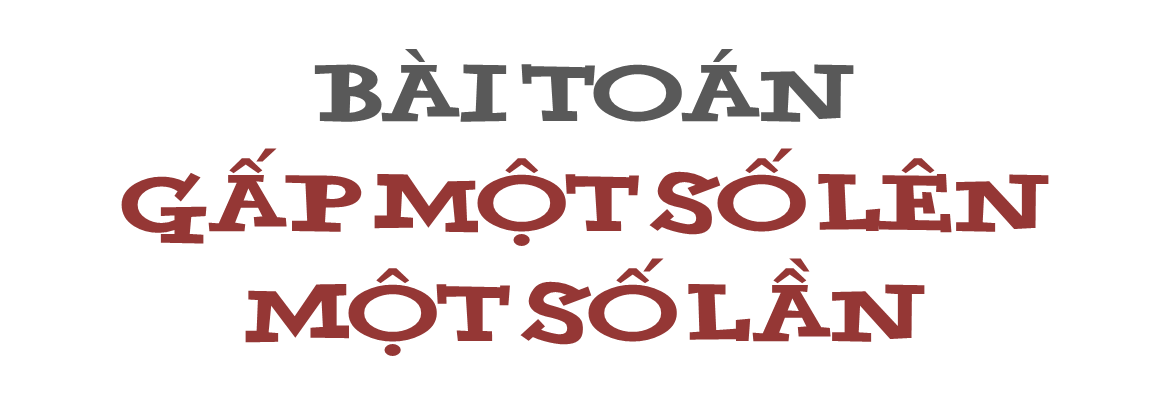 BÀI TOÁN
GẤP MỘT SỐ LÊN
MỘT SỐ LẦN